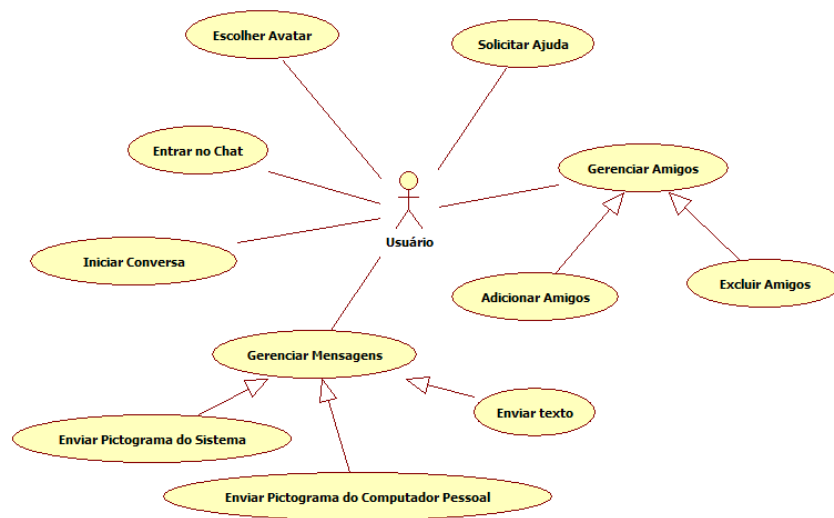 Escolher Avatar
Solicitar Ajuda
Entrar no Chat
Gerenciar Amigos
Usuário
Iniciar Conversa
Adicionar Amigos
Excluir Amigos
Gerenciar Mensagens
Enviar texto
Enviar Pictograma do Sistema
Enviar Pictograma do Computador Pessoal